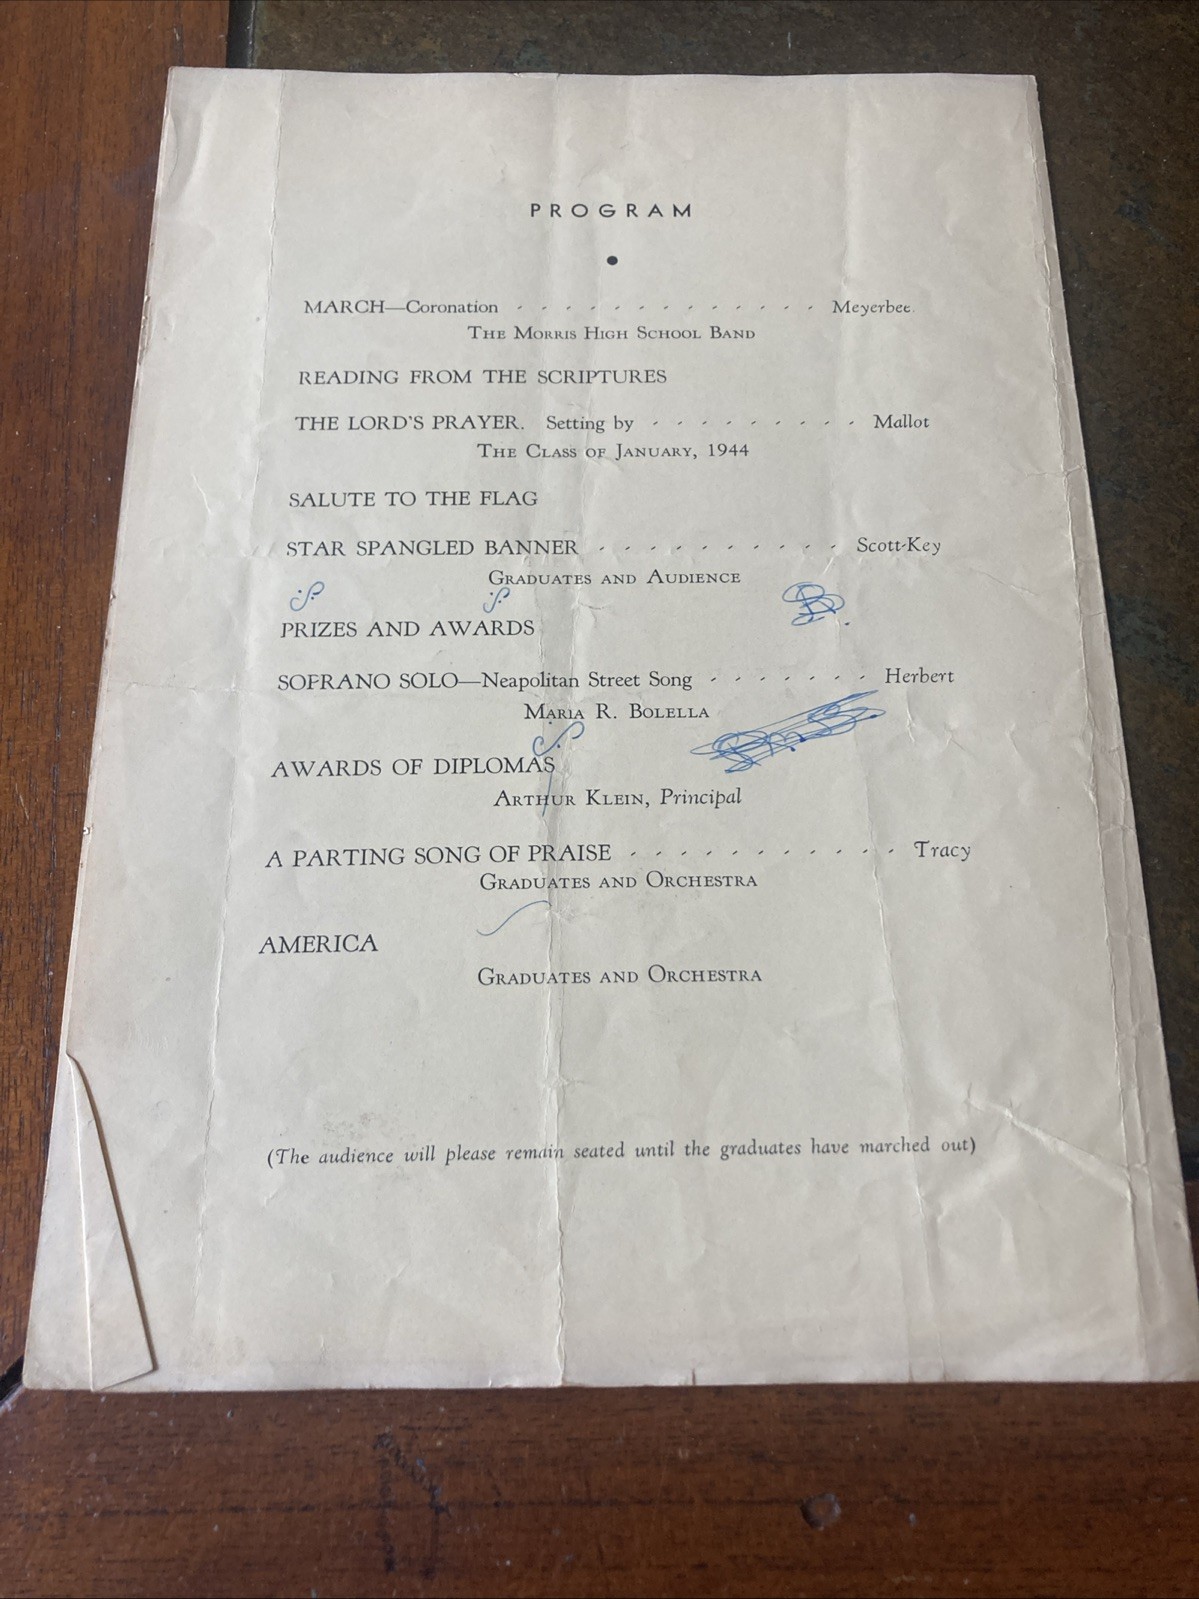 PROGRAM
MARCH—Coronation - - - - - - - - - - - - - Meyerbee
THE MORRIS HIGH SCHOOL BAND
READING FROM THE SCRIPTURES
THE LORD'S PRAYER. Setting by - - - - - - - - - Mallot
THE CLASS OF JANUARY, 1944
SALUTE TO THE FLAG
STAR SPANGLED BANNER - - - - - - - - - - Scott-Key
GRADUATES AND AUDIENCE
PRIZES AND AWARDS
SOPRANO SOLO—Neapolitan Street Song - - - - - - - Herbert
MARIA R. BOLELLA
AWARDS OF DIPLOMAS
ARTHUR KLEIN, Principal
A PARTING SONG OF PRAISE - - - - - - - - - - - Tracy
GRADUATES AND ORCHESTRA
AMERICA
GRADUATES AND ORCHESTRA
(The audience will please remain seated until the graduates have marched out)